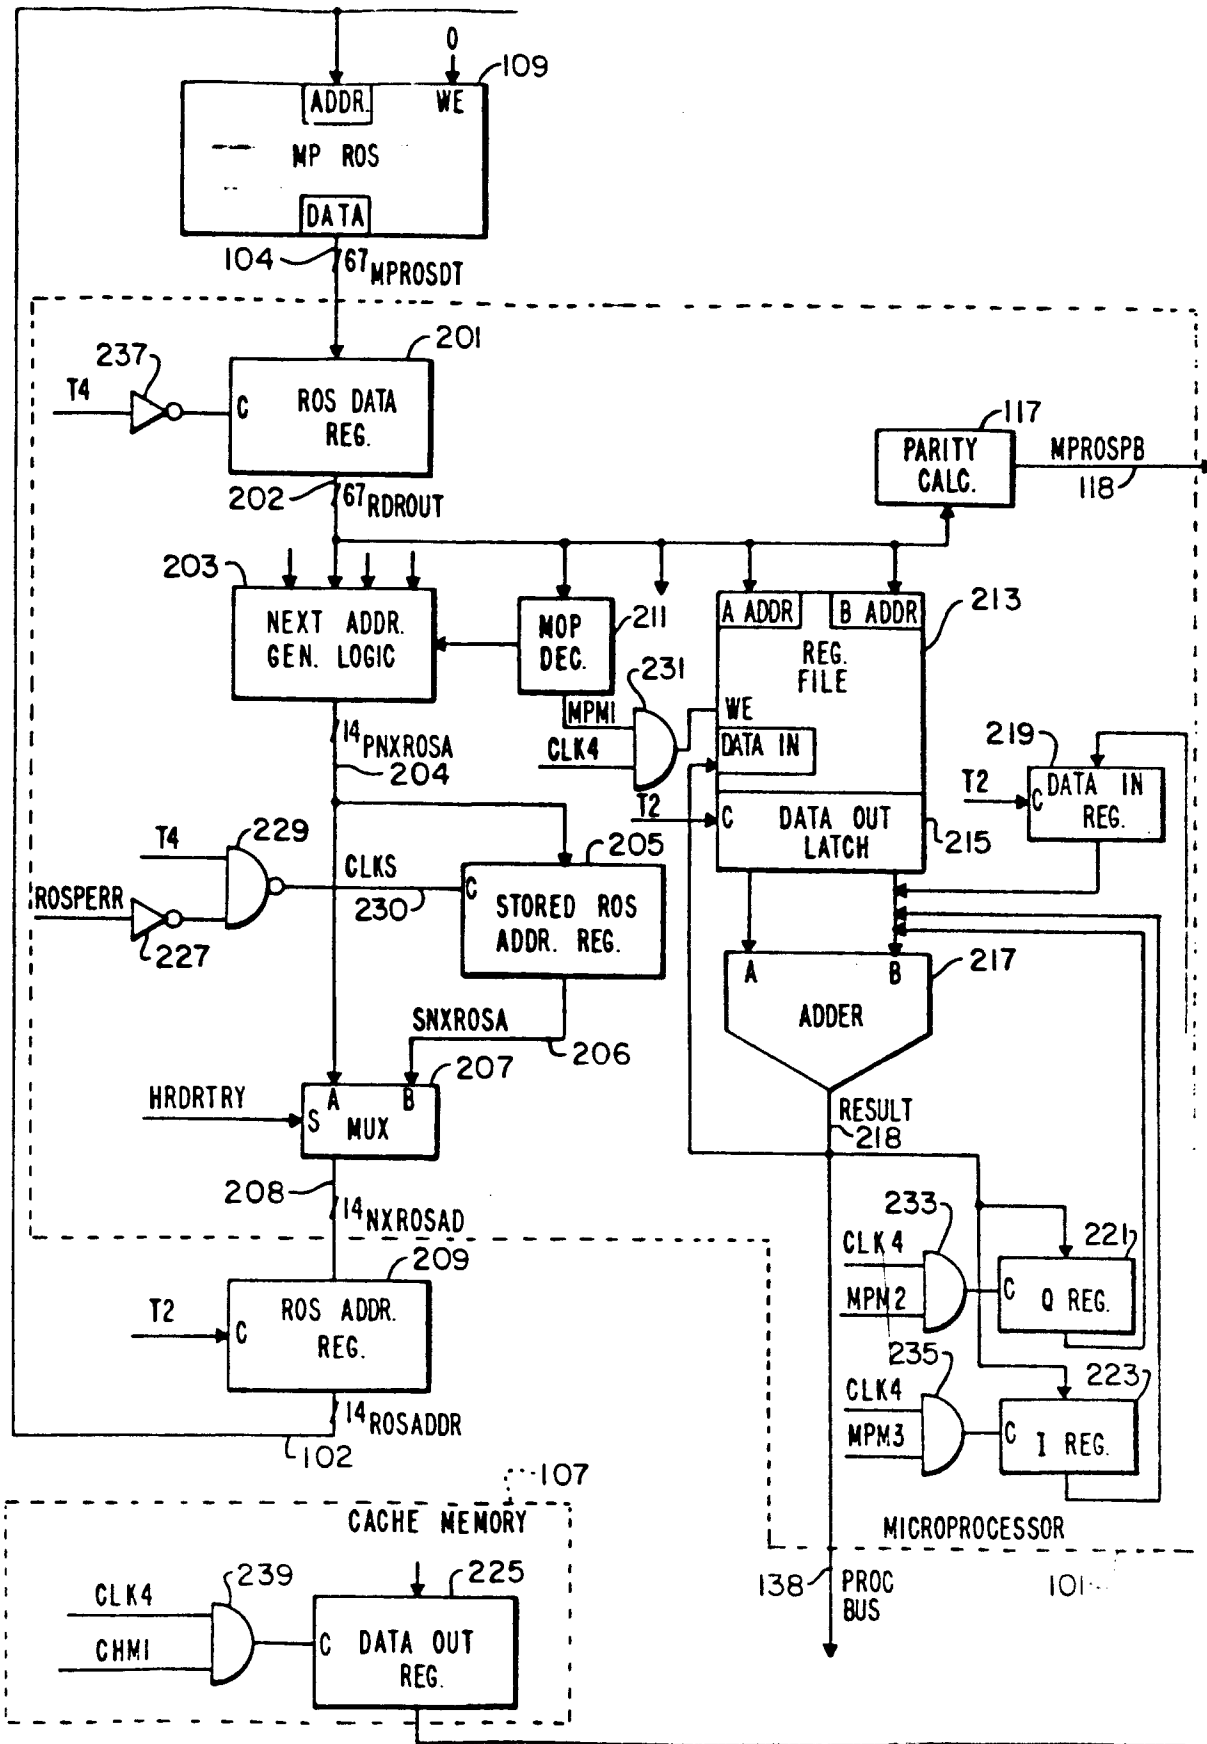 0
109
ADDR.
WE
MP ROS
DATA
104
67
MPROSDT
201
237
T4
C
ROS DATA
REG.
117
PARITY
CALC.
MPROSPB
118
202
67
RDROUT
203
NEXT ADDR.
GEN. LOGIC
MOP
DEC.
211
A ADDR
B ADDR
213
REG.
FILE
231
MPM1
CLK4
WE
DATA IN
14
PNXROSA
204
219
T2
C
DATA IN
REG.
T2
C
DATA OUT
LATCH
215
T4
229
ROSPERR
227
CLKS
230
205
C
STORED ROS
ADDR. REG.
A
B
217
ADDER
SNXROSA
206
207
HRDRTRY
S
A
B
MUX
RESULT
218
208
14
NXROSAD
233
CLK4
MPM2
221
C
Q REG.
209
T2
C
ROS ADDR.
REG.
235
CLK4
MPM3
223
C
I REG.
14
ROSADDR
102
107
CACHE MEMORY
MICROPROCESSOR
101
138
PROC
BUS
239
CLK4
CHM1
225
C
DATA OUT
REG.